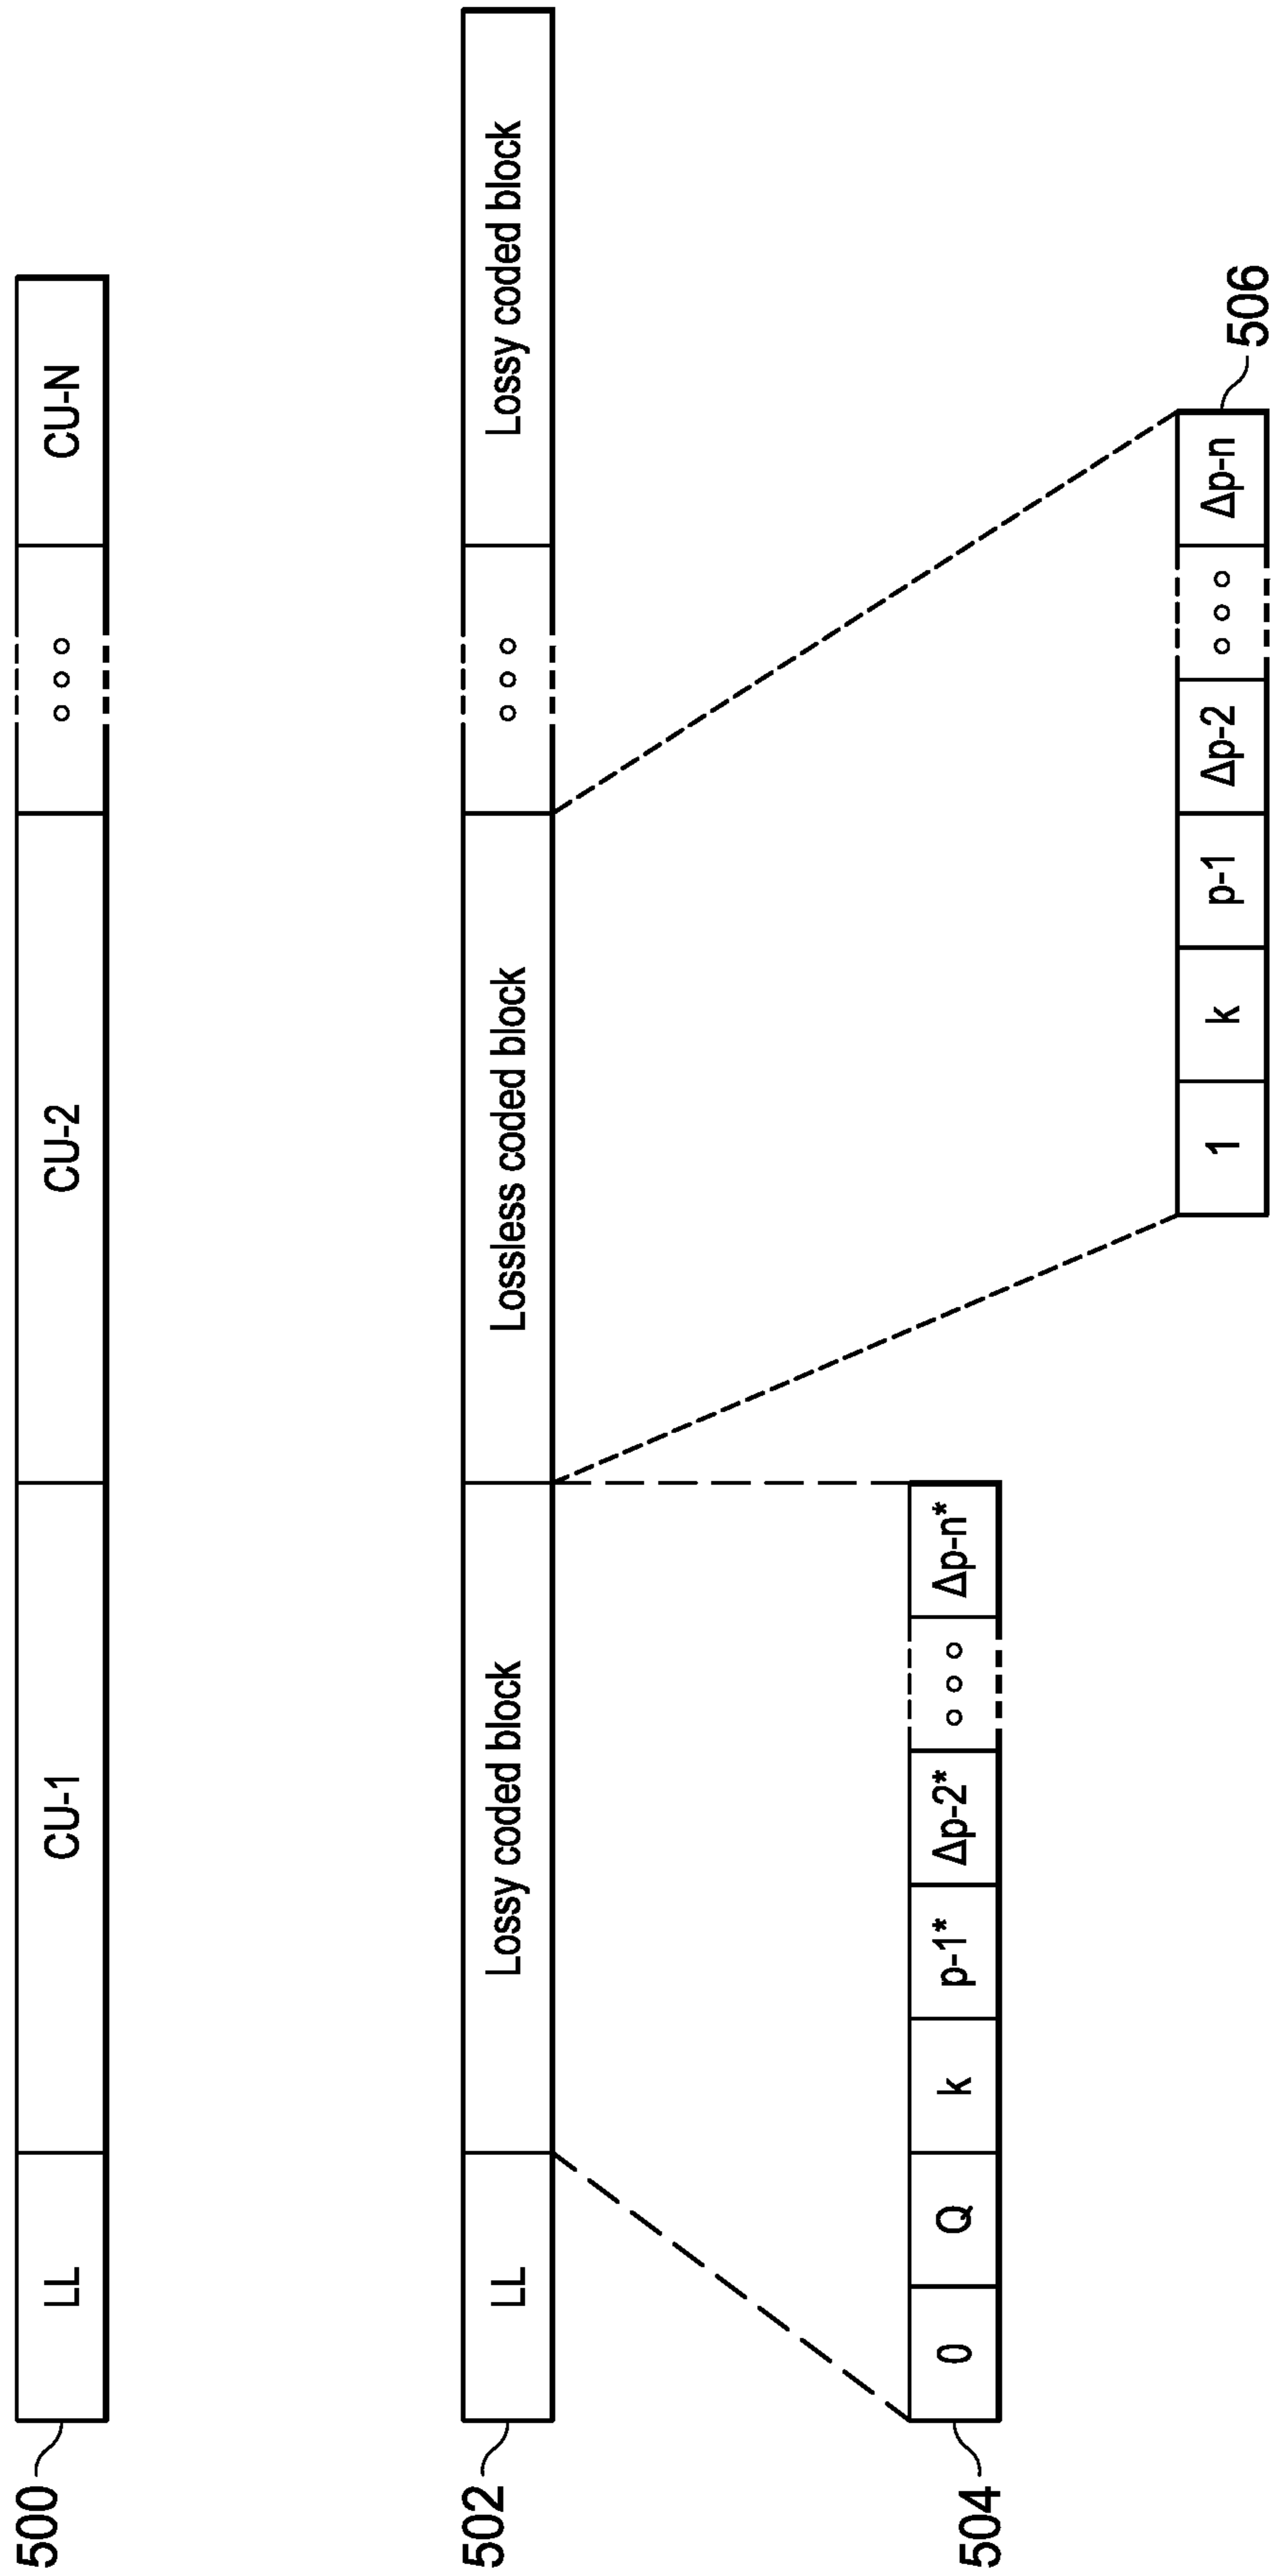 500 LL CU-1 CU-2 ○ ○ ○ CU-N
502 LL Lossy coded block Lossless coded block ○ ○ ○ Lossy coded block
504 0 Q k p-1* Δp-2* ○ ○ ○ Δp-n*
1 k p-1 Δp-2 ○ ○ ○ Δp-n 506